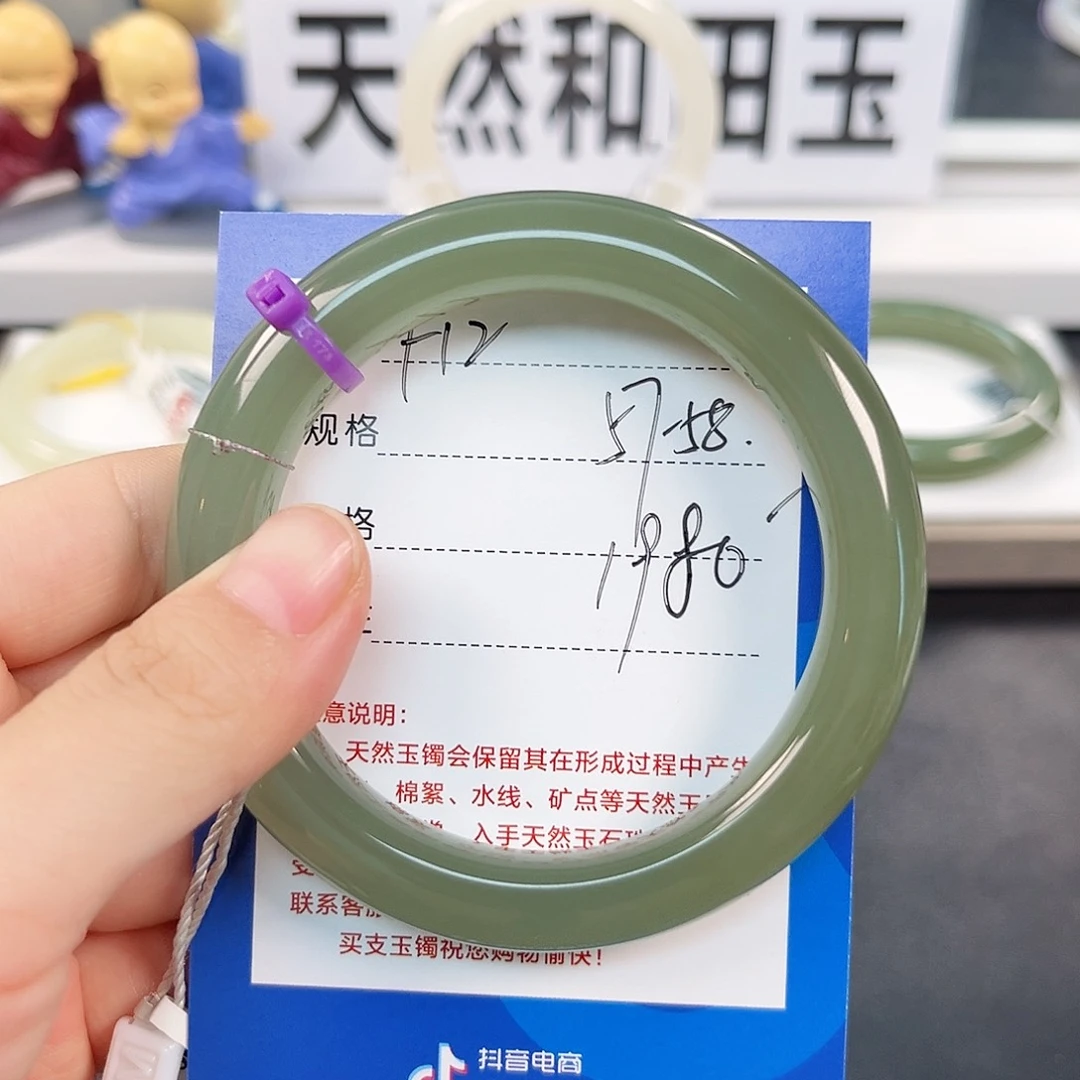 天然和田玉
F12
规格 57-58.
格 1980
意说明：
天然玉镯会保留其在形成过程中产生
棉絮、水线、矿点等天然玉
入手天然玉石
受
联系客服
买支玉镯祝您购物愉快！
抖音电商